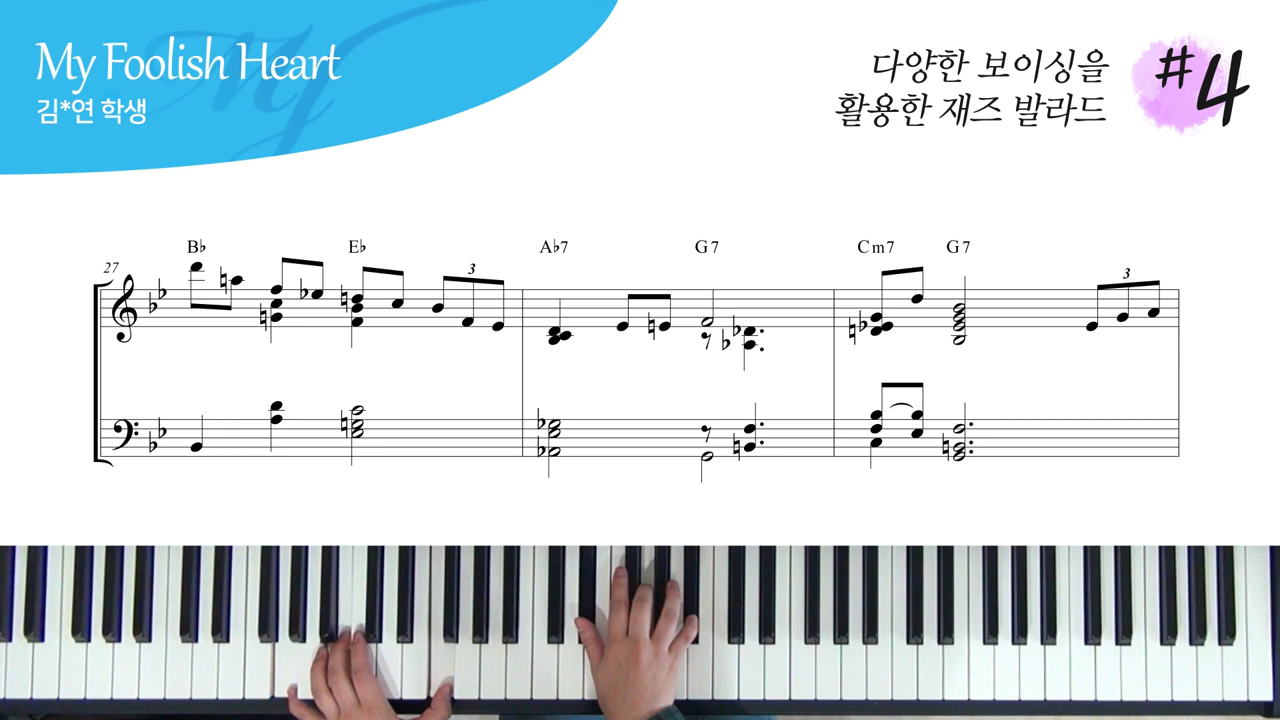 My Foolish Heart
김*연 학생
다양한 보이싱을
활용한 재즈 발라드
#4
B♭ E♭ A♭7 G7 Cm7 G7
27
3 3